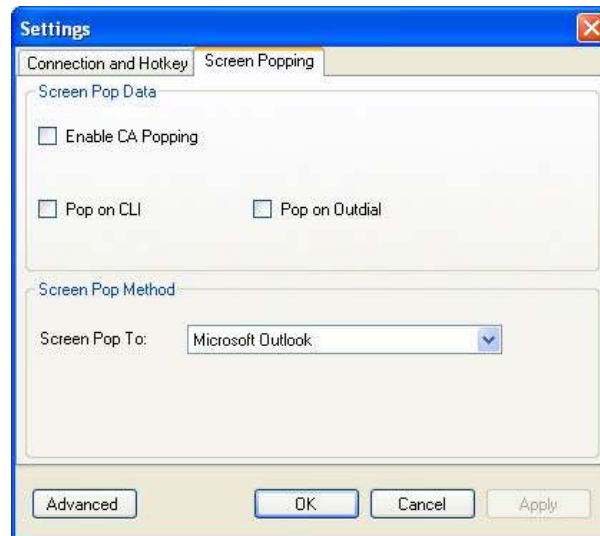 Settings
Connection and Hotkey Screen Popping
Screen Pop Data
Enable CA Popping
Pop on CLI Pop on Outdial
Screen Pop Method
Screen Pop To: Microsoft Outlook
Advanced OK Cancel Apply